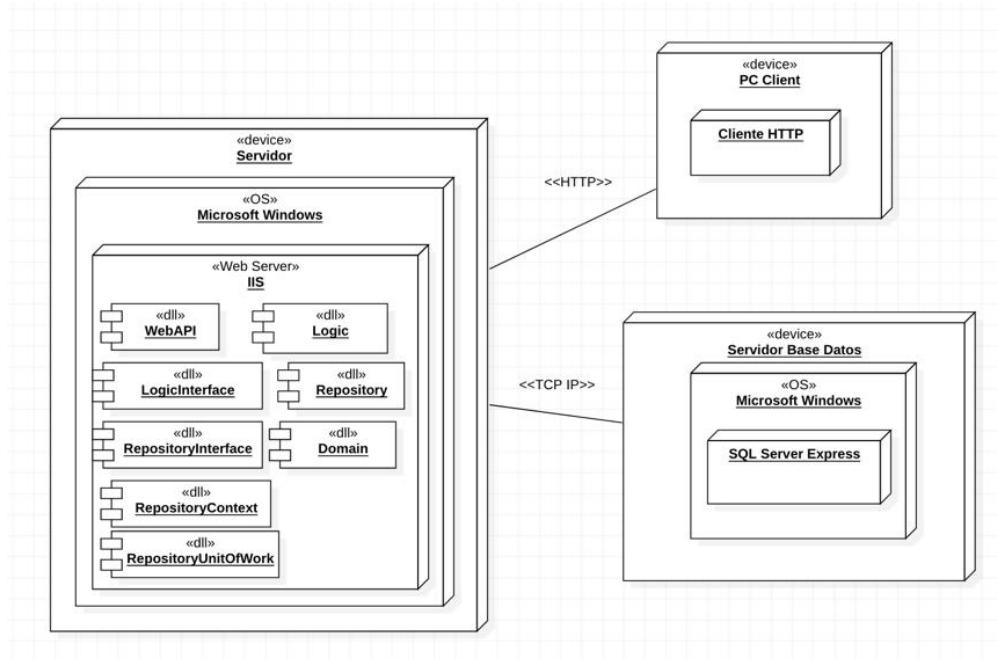 «device»
Servidor
«OS»
Microsoft Windows
«Web Server»
IIS
«dll»
WebAPI
«dll»
Logic
«dll»
LogicInterface
«dll»
Repository
«dll»
RepositoryInterface
«dll»
Domain
«dll»
RepositoryContext
«dll»
RepositoryUnitOfWork
<<HTTP>>
«device»
PC Client
Cliente HTTP
<<TCP IP>>
«device»
Servidor Base Datos
«OS»
Microsoft Windows
SQL Server Express